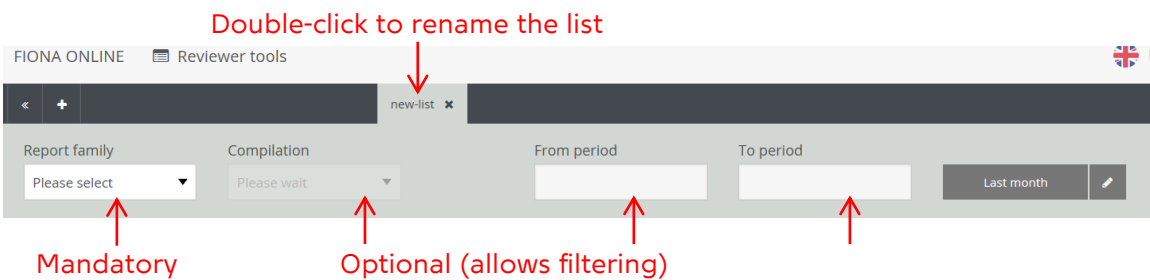 Double-click to rename the list
FIONA ONLINE Reviewer tools
« + new-list ✖
Report family Compilation From period To period
Please select Please wait Last month
Mandatory Optional (allows filtering)